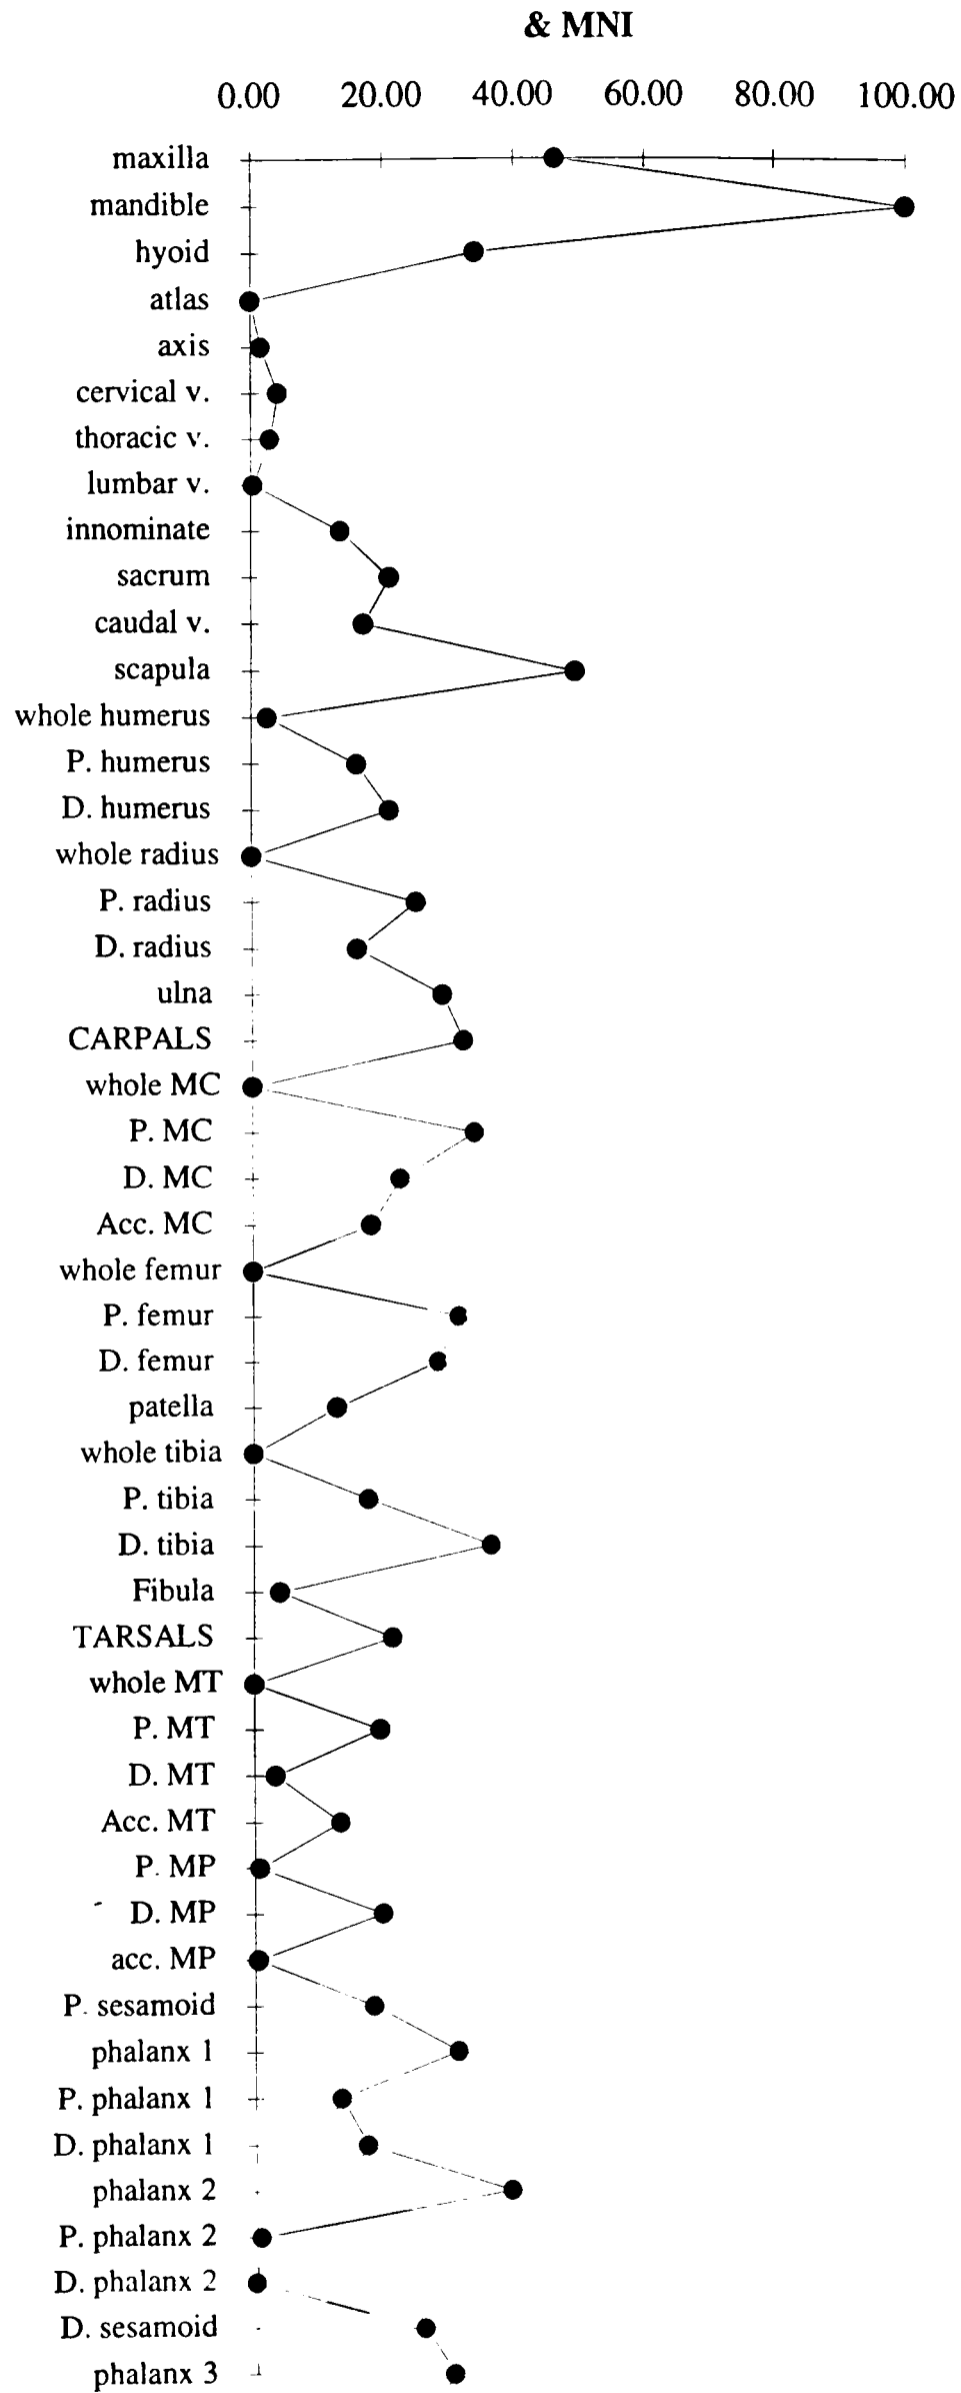 & MNI
0.00 20.00 40.00 60.00 80.00 100.00
maxilla
mandible
hyoid
atlas
axis
cervical v.
thoracic v.
lumbar v.
innominate
sacrum
caudal v.
scapula
whole humerus
P. humerus
D. humerus
whole radius
P. radius
D. radius
ulna
CARPALS
whole MC
P. MC
D. MC
Acc. MC
whole femur
P. femur
D. femur
patella
whole tibia
P. tibia
D. tibia
Fibula
TARSALS
whole MT
P. MT
D. MT
Acc. MT
P. MP
D. MP
acc. MP
P. sesamoid
phalanx 1
P. phalanx 1
D. phalanx 1
phalanx 2
P. phalanx 2
D. phalanx 2
D. sesamoid
phalanx 3